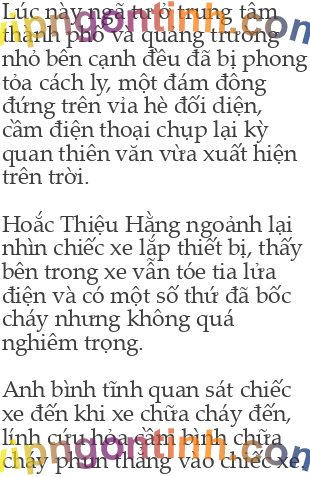 Lúc này ngã tư ở trung tâm
thành phố và quảng trường
nhỏ bên cạnh đều đã bị phong
tỏa cách ly, một đám đông
đứng trên vỉa hè đối diện,
cầm điện thoại chụp lại kỳ
quan thiên văn vừa xuất hiện
trên trời.
Hoắc Thiệu Hằng ngoảnh lại
nhìn chiếc xe lắp thiết bị, thấy
bên trong xe vẫn tóe tia lửa
điện và có một số thứ đã bốc
cháy nhưng không quá
nghiêm trọng.
Anh bình tĩnh quan sát chiếc
xe đến khi xe chữa cháy đến,
lính cứu hỏa cầm bình chữa
cháy phun thẳng vào chiếc xe.
vipngontinh.com
vipngontinh.com